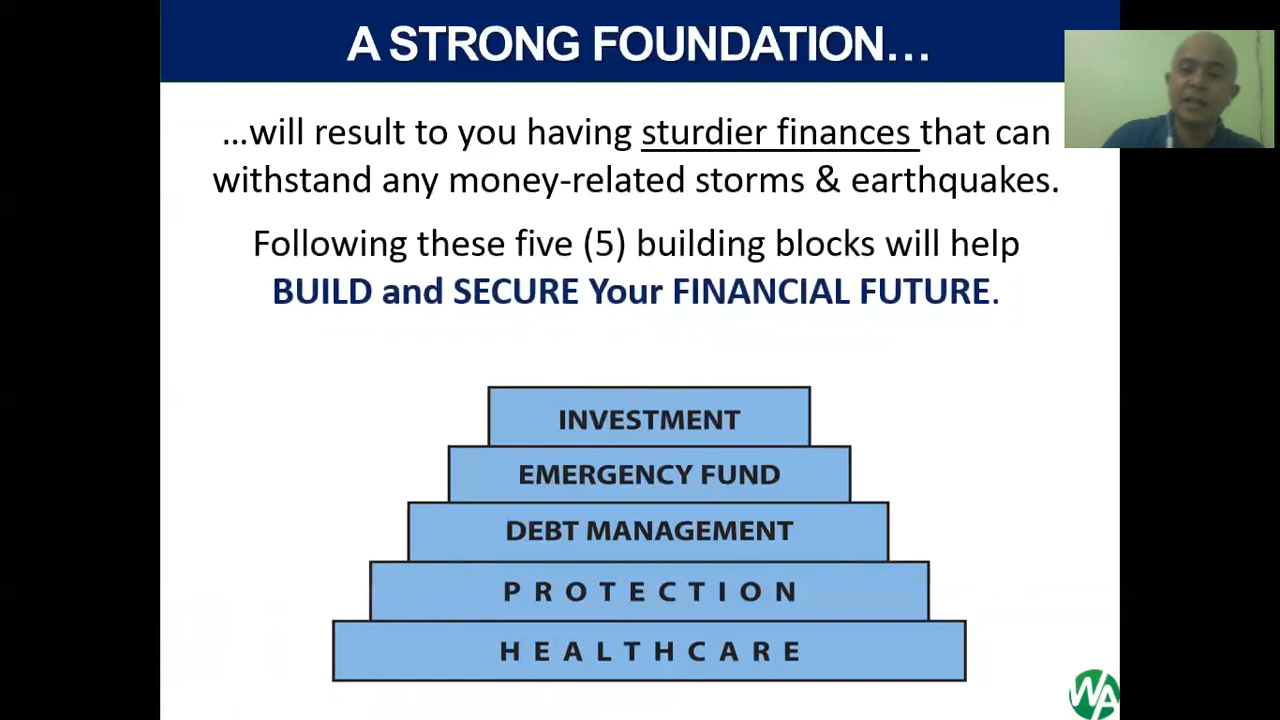 A STRONG FOUNDATION…
…will result to you having sturdier finances that can
withstand any money-related storms & earthquakes.
Following these five (5) building blocks will help
BUILD and SECURE Your FINANCIAL FUTURE.
INVESTMENT
EMERGENCY FUND
DEBT MANAGEMENT
PROTECTION
HEALTHCARE
WA